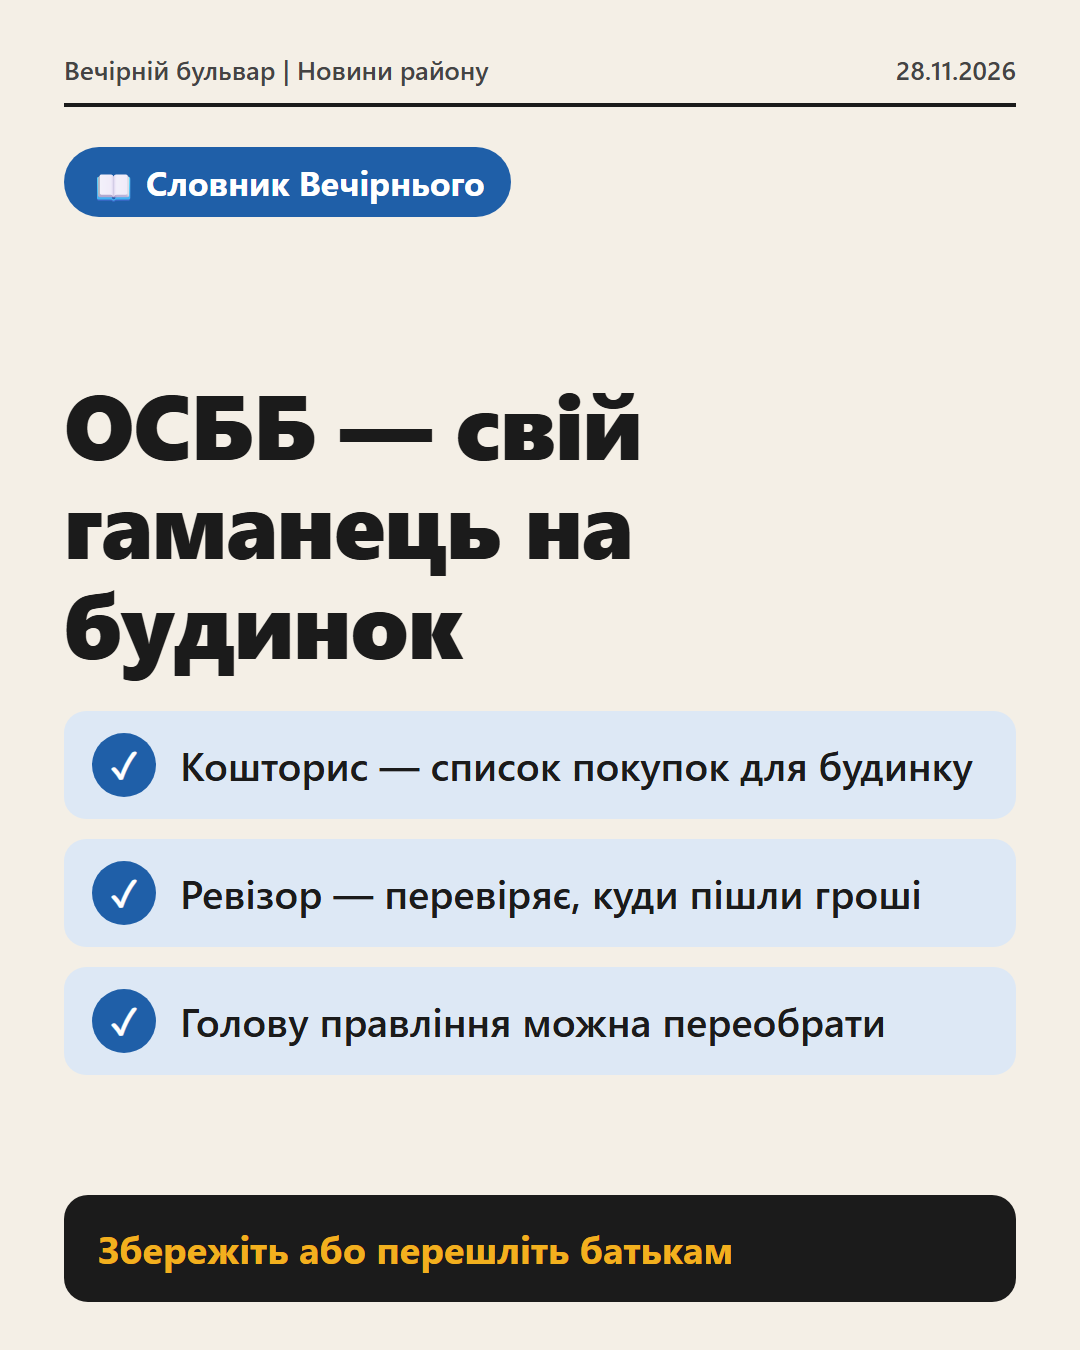 Вечірній бульвар | Новини району
28.11.2026
📖 Словник Вечірнього
ОСББ — свій
гаманець на
будинок
✓ Кошторис — список покупок для будинку
✓ Ревізор — перевіряє, куди пішли гроші
✓ Голову правління можна переобрати
Збережіть або перешліть батькам